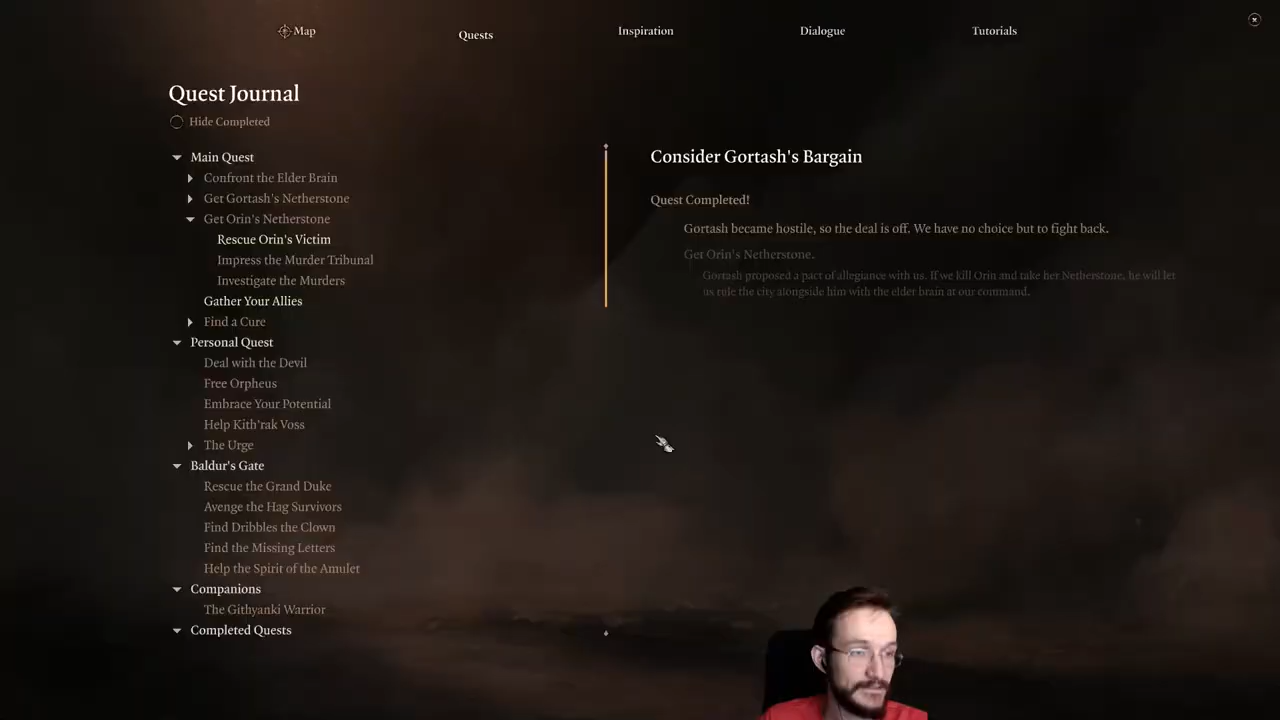 Map
Quests
Inspiration
Dialogue
Tutorials
Quest Journal
Hide Completed
Main Quest
Confront the Elder Brain
Get Gortash's Netherstone
Get Orin's Netherstone
Rescue Orin's Victim
Impress the Murder Tribunal
Investigate the Murders
Gather Your Allies
Find a Cure
Personal Quest
Deal with the Devil
Free Orpheus
Embrace Your Potential
Help Kith'rak Voss
The Urge
Baldur's Gate
Rescue the Grand Duke
Avenge the Hag Survivors
Find Dribbles the Clown
Find the Missing Letters
Help the Spirit of the Amulet
Companions
The Githyanki Warrior
Completed Quests
Consider Gortash's Bargain
Quest Completed!
Gortash became hostile, so the deal is off. We have no choice but to fight back.
Get Orin's Netherstone.
Gortash proposed a pact of allegiance with us. If we kill Orin and take her Netherstone, he will let
us rule the city alongside him with the elder brain at our command.